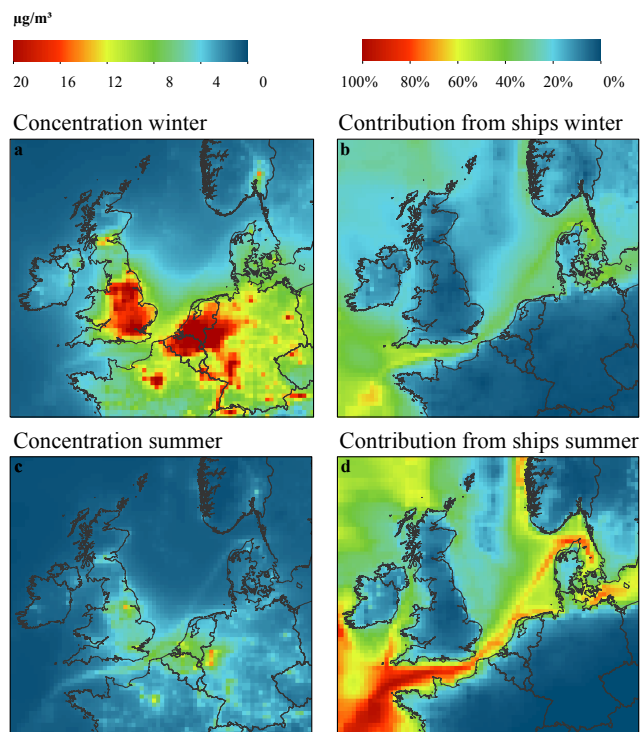 µg/m³
20 16 12 8 4 0
100% 80% 60% 40% 20% 0%
Concentration winter
Contribution from ships winter
a
b
Concentration summer
Contribution from ships summer
c
d